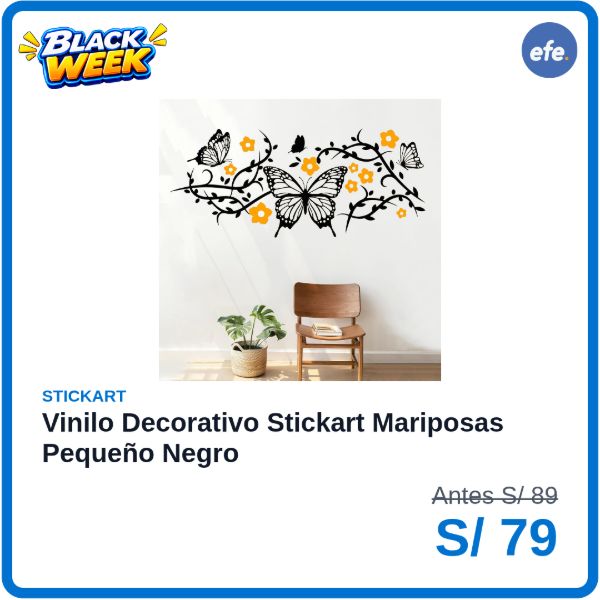 BLACK
WEEK
efe.
STICKART
Vinilo Decorativo Stickart Mariposas
Pequeño Negro
Antes S/ 89
S/ 79